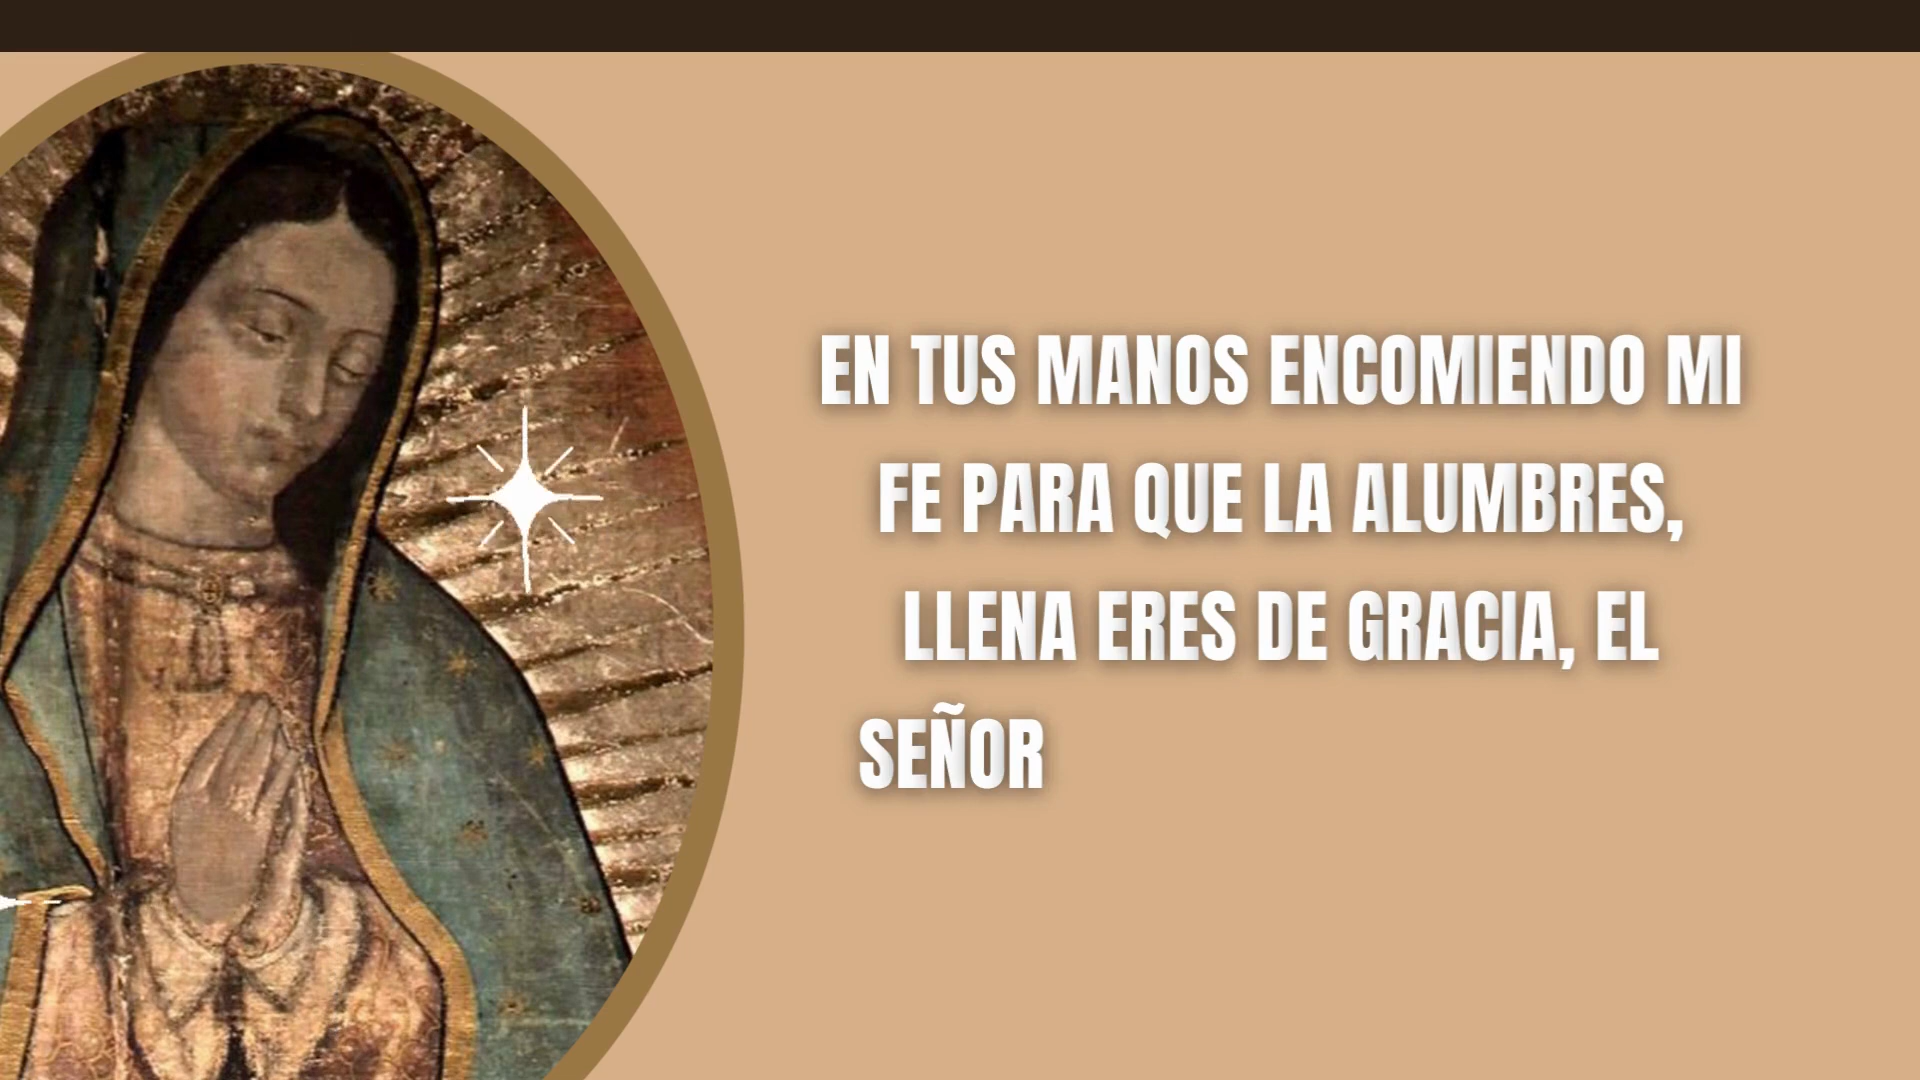 EN TUS MANOS ENCOMIENDO MI
FE PARA QUE LA ALUMBRES,
LLENA ERES DE GRACIA, EL
SEÑOR